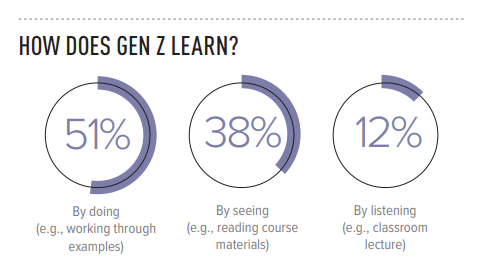 HOW DOES GEN Z LEARN?
51%
38%
12%
By doing
(e.g., working through
examples)
By seeing
(e.g., reading course
materials)
By listening
(e.g., classroom
lecture)